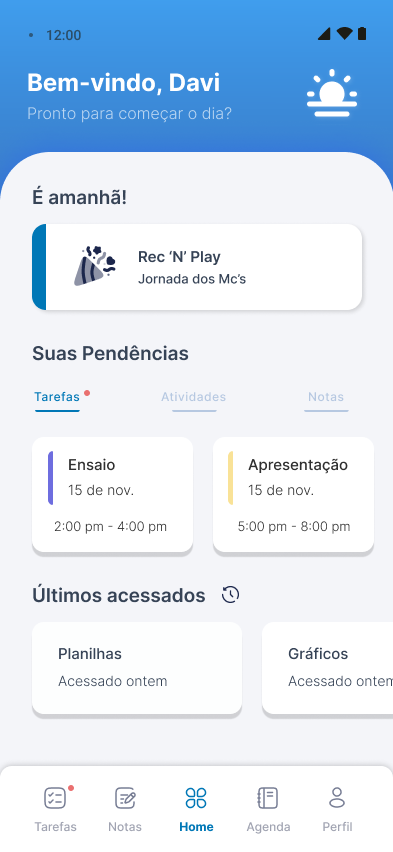 12:00
Bem-vindo, Davi
Pronto para começar o dia?
É amanhã!
Rec ‘N’ Play
Jornada dos Mc’s
Suas Pendências
Tarefas Atividades Notas
Ensaio
15 de nov.
2:00 pm - 4:00 pm
Apresentação
15 de nov.
5:00 pm - 8:00 pm
Últimos acessados
Planilhas
Acessado ontem
Gráficos
Acessado ontem
Tarefas Notas Home Agenda Perfil